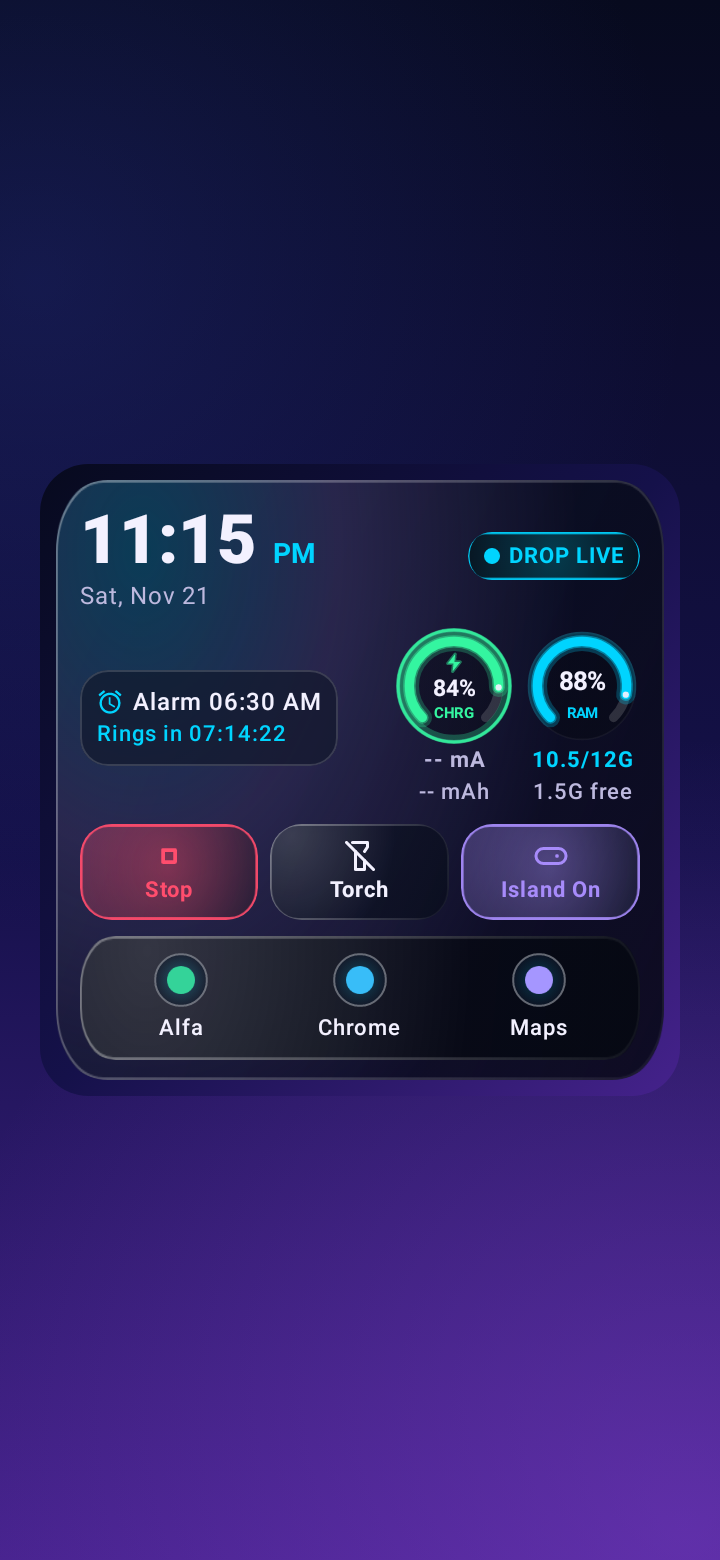 11:15 PM
DROP LIVE
Sat, Nov 21
Alarm 06:30 AM
Rings in 07:14:22
84%
CHRG
-- mA
-- mAh
88%
RAM
10.5/12G
1.5G free
Stop
Torch
Island On
Alfa
Chrome
Maps